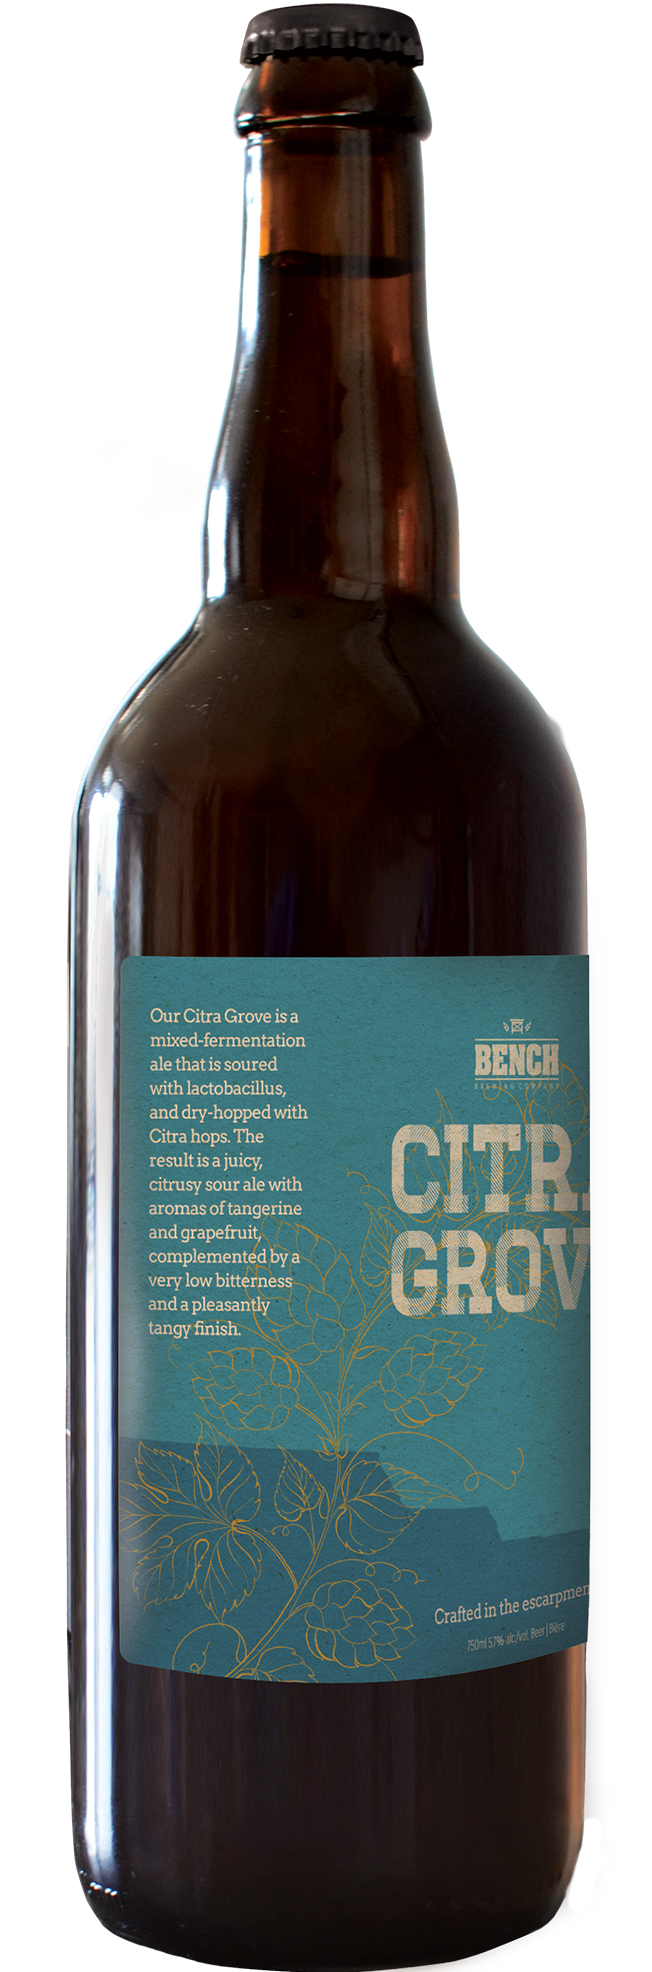 Our Citra Grove is a
mixed-fermentation
ale that is soured
with lactobacillus,
and dry-hopped with
Citra hops. The
result is a juicy,
citrusy sour ale with
aromas of tangerine
and grapefruit,
complemented by a
very low bitterness
and a pleasantly
tangy finish.
BENCH
BREWING COMPANY
CITR
GROV
Crafted in the escarpmen
750ml 5.7% alc./vol. Beer | Bière